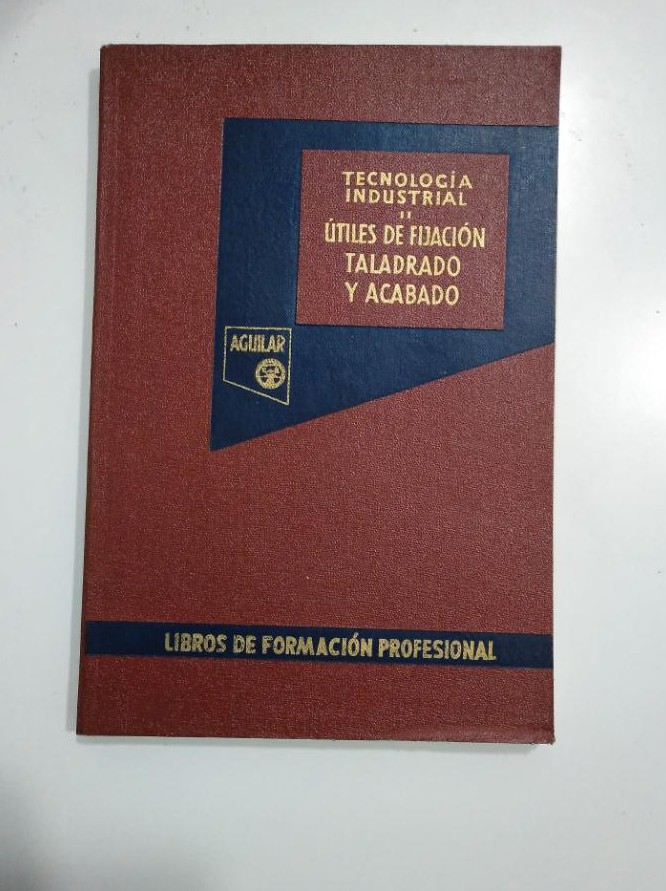 TECNOLOGÍA
INDUSTRIAL
II
ÚTILES DE FIJACIÓN
TALADRADO
Y ACABADO
AGUILAR
LIBROS DE FORMACIÓN PROFESIONAL